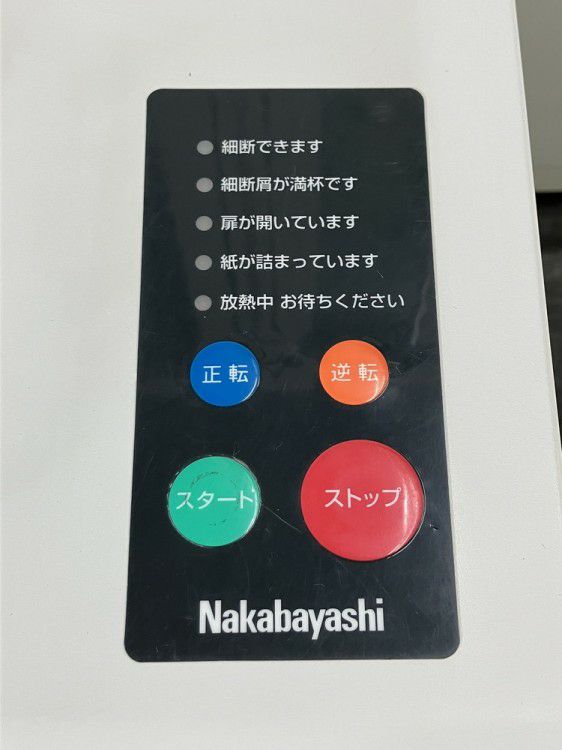 細断できます
細断屑が満杯です
扉が開いています
紙が詰まっています
放熱中 お待ちください
正転 逆転
スタート ストップ
Nakabayashi